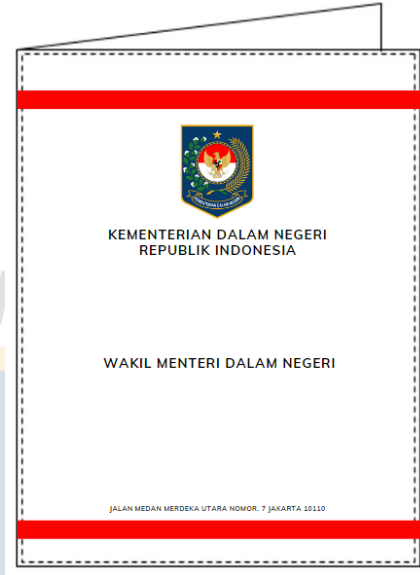 KEMENTERIAN DALAM NEGERI
REPUBLIK INDONESIA
WAKIL MENTERI DALAM NEGERI
JALAN MEDAN MERDEKA UTARA NOMOR. 7 JAKARTA 10110